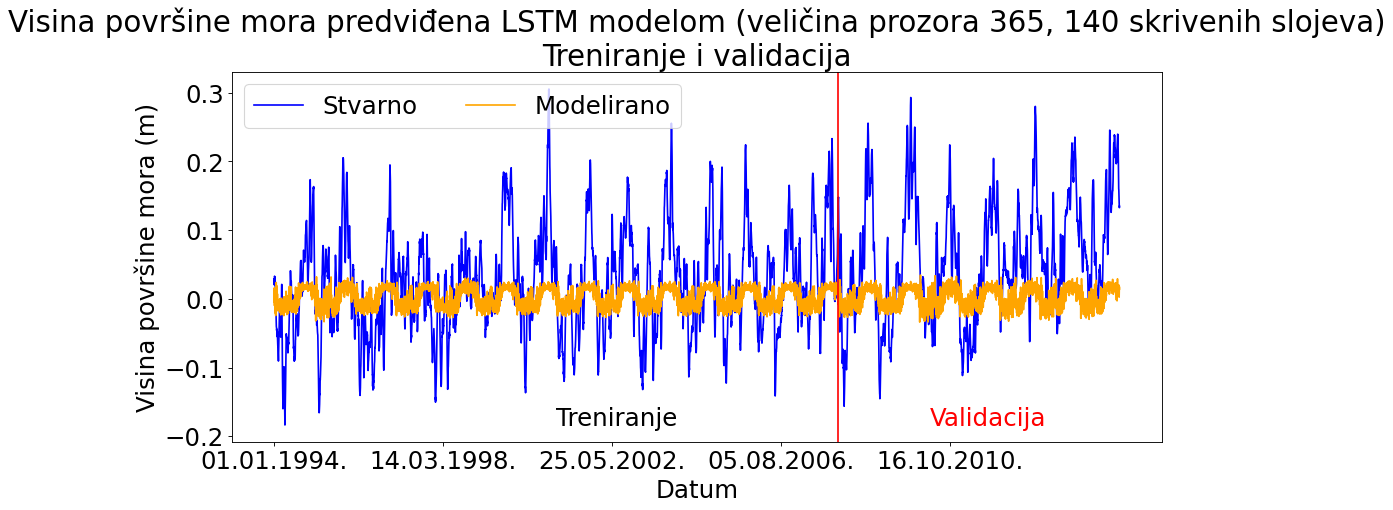 Visina površine mora predviđena LSTM modelom (veličina prozora 365, 140 skrivenih slojeva)
Treniranje i validacija
Stvarno
Modelirano
Visina površine mora (m)
0.3
0.2
0.1
0.0
−0.1
−0.2
Treniranje
Validacija
01.01.1994.
14.03.1998.
25.05.2002.
05.08.2006.
16.10.2010.
Datum